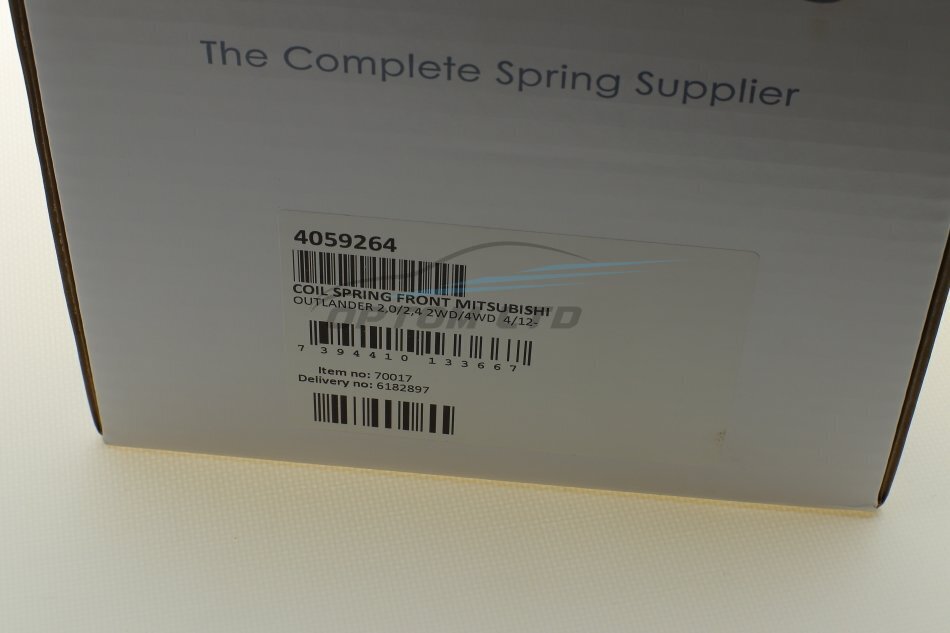 The Complete Spring Supplier
4059264
COIL SPRING FRONT MITSUBISHI
OUTLANDER 2,0/2,4 2WD/4WD 4/12-
7 394410 133667
Item no: 70017
Delivery no: 6182897